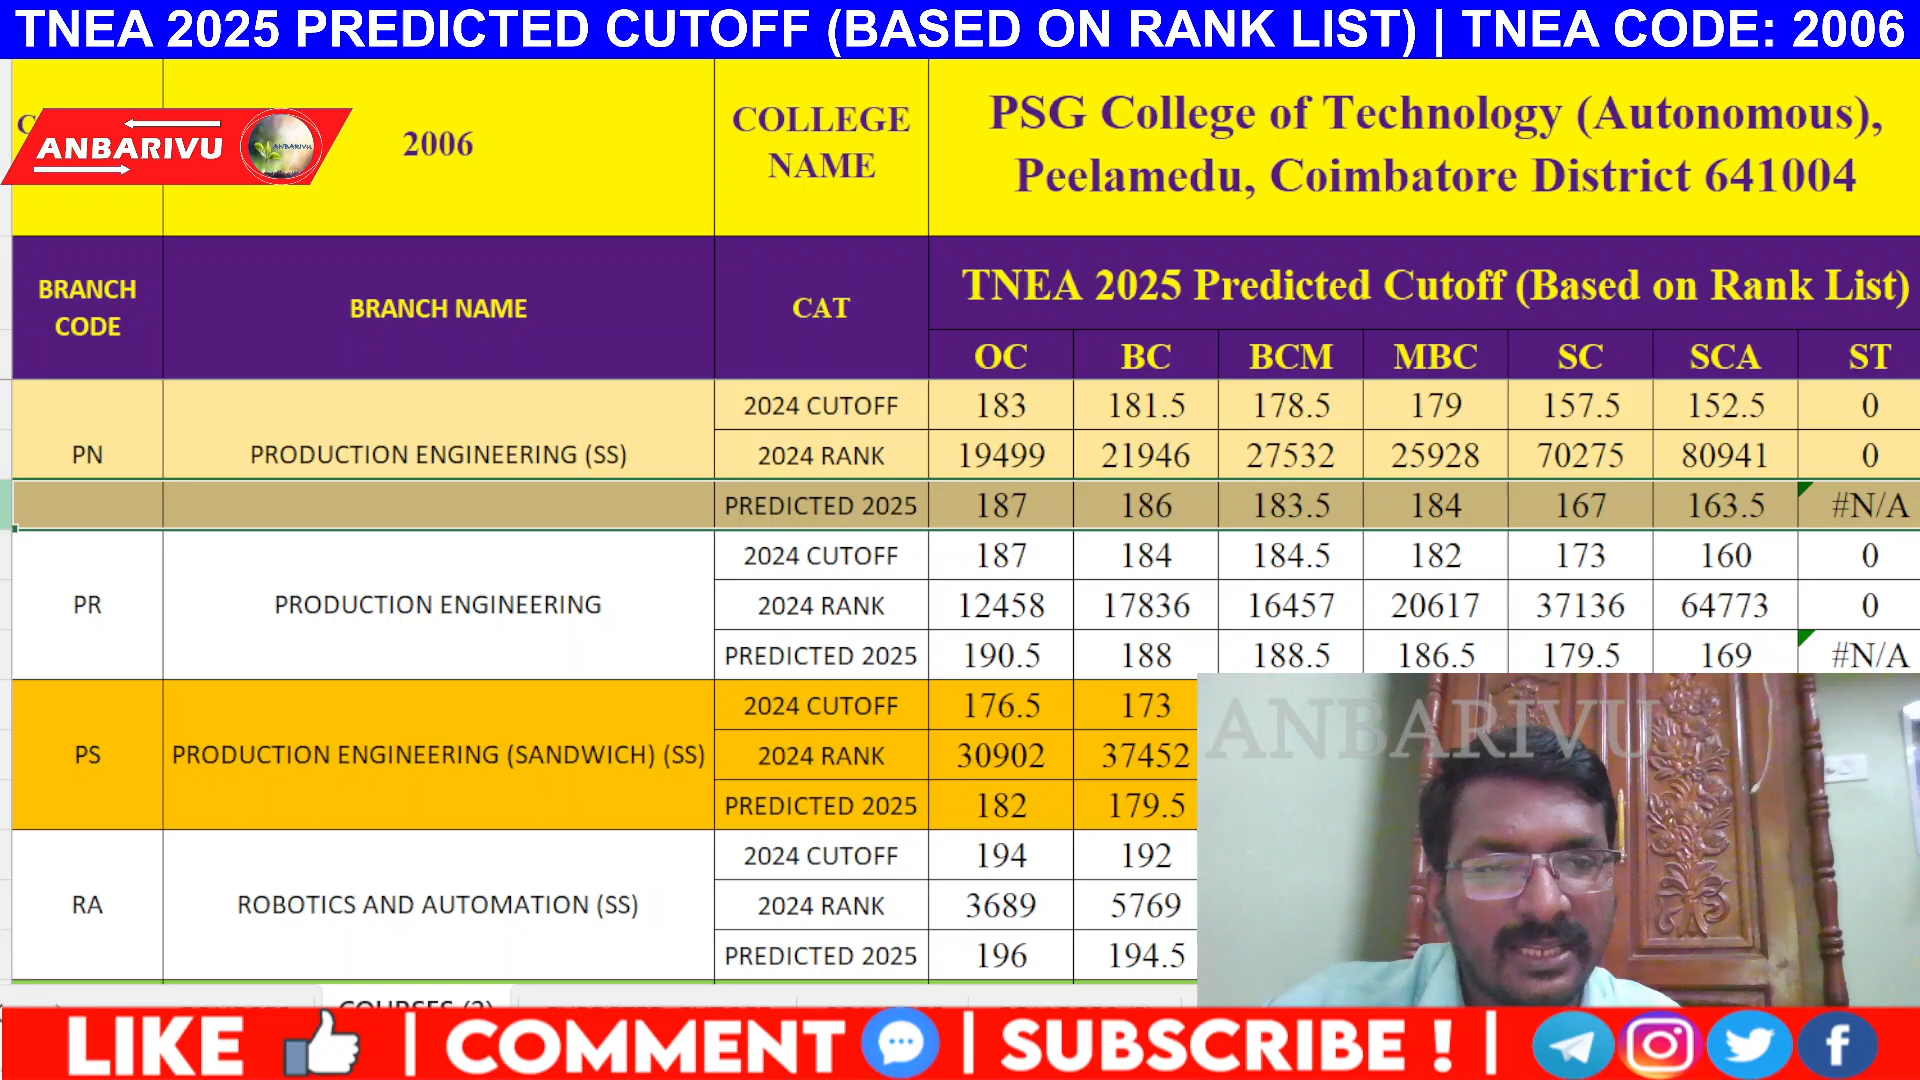 TNEA 2025 PREDICTED CUTOFF (BASED ON RANK LIST) | TNEA CODE: 2006
ANBARIVU
ANBARIVU
2006
COLLEGE NAME
PSG College of Technology (Autonomous),
Peelamedu, Coimbatore District 641004
BRANCH CODE
BRANCH NAME
CAT
TNEA 2025 Predicted Cutoff (Based on Rank List)
OC BC BCM MBC SC SCA ST
2024 CUTOFF 183 181.5 178.5 179 157.5 152.5 0
PN PRODUCTION ENGINEERING (SS) 2024 RANK 19499 21946 27532 25928 70275 80941 0
PREDICTED 2025 187 186 183.5 184 167 163.5 #N/A
2024 CUTOFF 187 184 184.5 182 173 160 0
PR PRODUCTION ENGINEERING 2024 RANK 12458 17836 16457 20617 37136 64773 0
PREDICTED 2025 190.5 188 188.5 186.5 179.5 169 #N/A
2024 CUTOFF 176.5 173
PS PRODUCTION ENGINEERING (SANDWICH) (SS) 2024 RANK 30902 37452
PREDICTED 2025 182 179.5
2024 CUTOFF 194 192
RA ROBOTICS AND AUTOMATION (SS) 2024 RANK 3689 5769
PREDICTED 2025 196 194.5
ANBARIVU
COURSES (2)
LIKE | COMMENT | SUBSCRIBE ! |